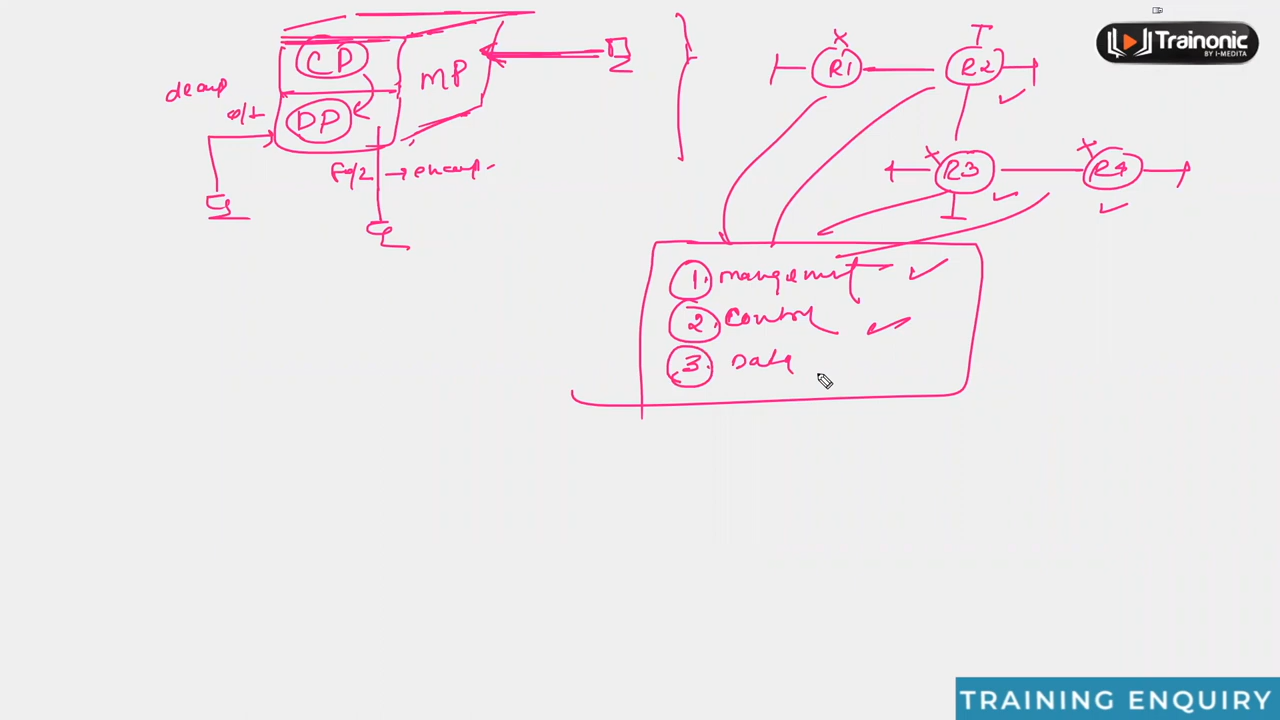 CP
DP
MP
decap
0/1
F0/2 → encap
R1
R2
R3
R4
1. management
2. Control
3. Data
Trainonic
BY I-MEDITA
TRAINING ENQUIRY